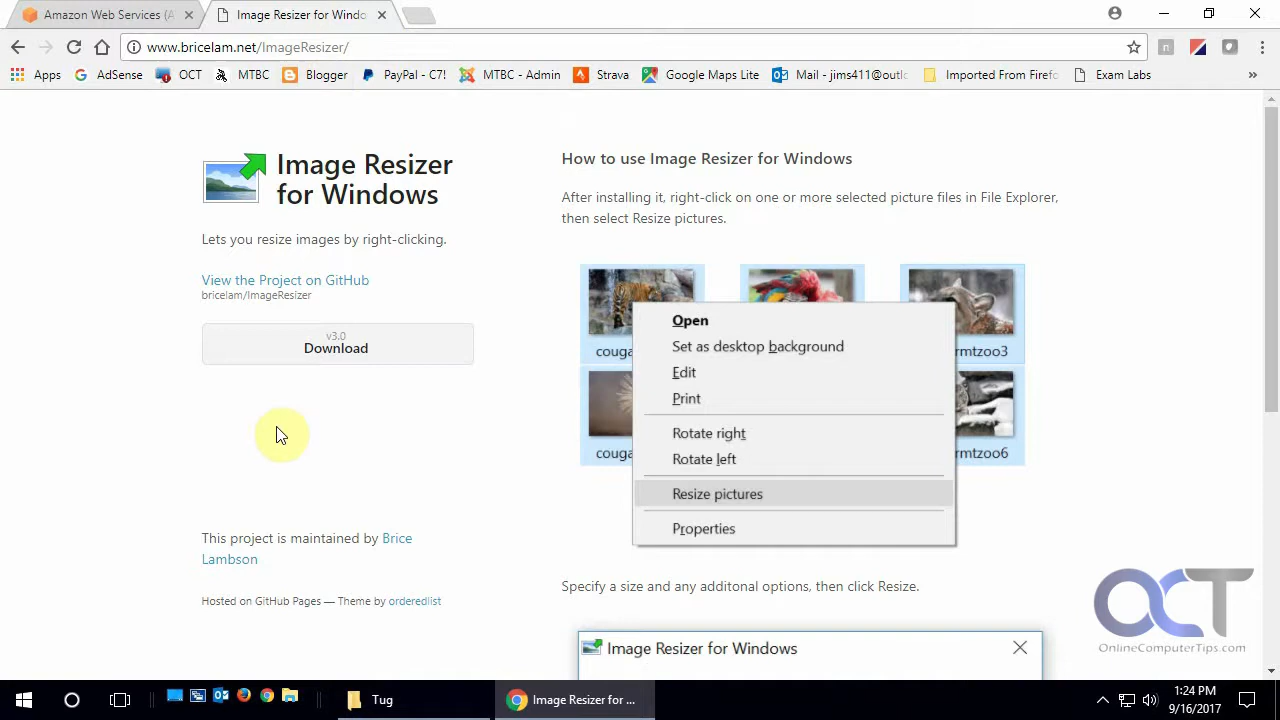 Amazon Web Services (A
Image Resizer for Windo
www.bricelam.net/ImageResizer/
Apps
AdSense
OCT
MTBC
Blogger
PayPal - C7!
MTBC - Admin
Strava
Google Maps Lite
Mail - jims411@outlo
Imported From Firefo
Exam Labs
Image Resizer
for Windows
Lets you resize images by right-clicking.
View the Project on GitHub
bricelam/ImageResizer
v3.0
Download
This project is maintained by Brice
Lambson
Hosted on GitHub Pages — Theme by orderedlist
How to use Image Resizer for Windows
After installing it, right-click on one or more selected picture files in File Explorer,
then select Resize pictures.
Open
Set as desktop background
Edit
Print
Rotate right
Rotate left
Resize pictures
Properties
couga
rmtzoo3
couga
rmtzoo6
Specify a size and any additonal options, then click Resize.
Image Resizer for Windows
OCT
OnlineComputerTips.com
Tug
Image Resizer for ...
1:24 PM
9/16/2017